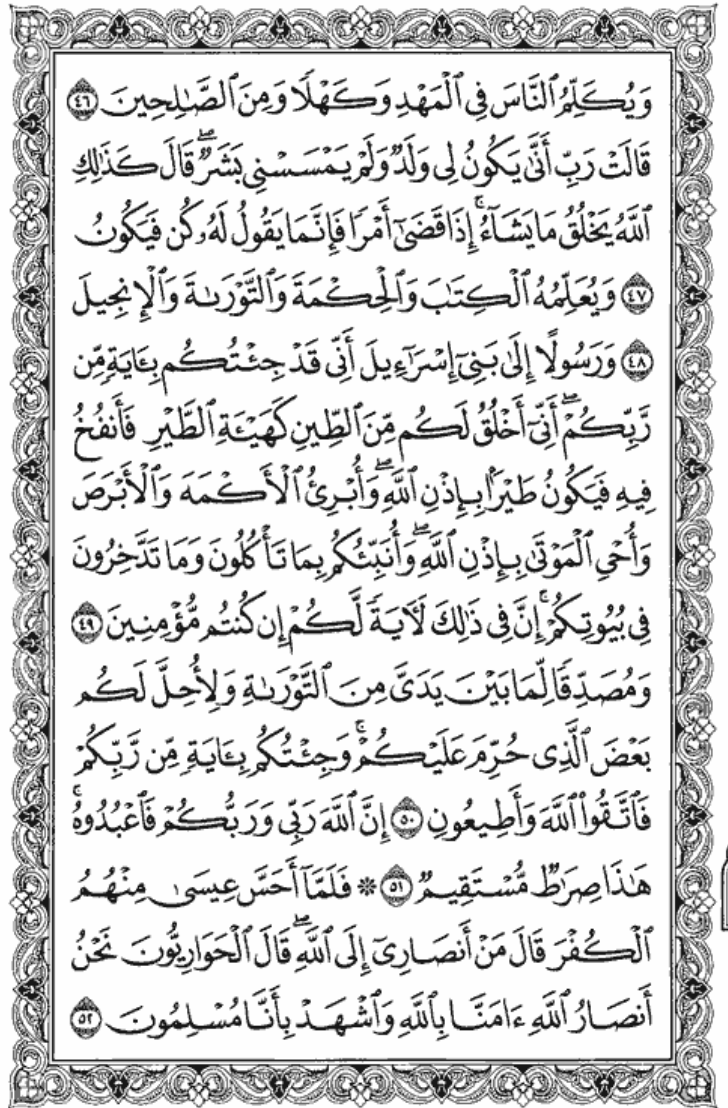 وَيُكَلِّمُ ٱلنَّاسَ فِي ٱلْمَهْدِ وَكَهْلًا وَمِنَ ٱلصَّٰلِحِينَ ٤٦
قَالَتْ رَبِّ أَنَّىٰ يَكُونُ لِي وَلَدٌ وَلَمْ يَمْسَسْنِي بَشَرٌۖ قَالَ كَذَٰلِكِ
ٱللَّهُ يَخْلُقُ مَا يَشَآءُۚ إِذَا قَضَىٰٓ أَمْرًا فَإِنَّمَا يَقُولُ لَهُۥ كُن فَيَكُونُ
٤٧ وَيُعَلِّمُهُ ٱلْكِتَٰبَ وَٱلْحِكْمَةَ وَٱلتَّوْرَىٰةَ وَٱلْإِنجِيلَ
٤٨ وَرَسُولًا إِلَىٰ بَنِيٓ إِسْرَٰٓءِيلَ أَنِّي قَدْ جِئْتُكُم بِـَٔايَةٍ مِّن
رَّبِّكُمْۖ أَنِّيٓ أَخْلُقُ لَكُم مِّنَ ٱلطِّينِ كَهَيْـَٔةِ ٱلطَّيْرِ فَأَنفُخُ
فِيهِ فَيَكُونُ طَيْرًۢا بِإِذْنِ ٱللَّهِۖ وَأُبْرِئُ ٱلْأَكْمَهَ وَٱلْأَبْرَصَ
وَأُحْيِ ٱلْمَوْتَىٰ بِإِذْنِ ٱللَّهِۖ وَأُنَبِّئُكُم بِمَا تَأْكُلُونَ وَمَا تَدَّخِرُونَ
فِي بُيُوتِكُمْۚ إِنَّ فِي ذَٰلِكَ لَأٓيَةً لَّكُمْ إِن كُنتُم مُّؤْمِنِينَ ٤٩
وَمُصَدِّقًا لِّمَا بَيْنَ يَدَيَّ مِنَ ٱلتَّوْرَىٰةِ وَلِأُحِلَّ لَكُم
بَعْضَ ٱلَّذِي حُرِّمَ عَلَيْكُمْۚ وَجِئْتُكُم بِـَٔايَةٍ مِّن رَّبِّكُمْ
فَٱتَّقُوا۟ ٱللَّهَ وَأَطِيعُونِ ٥٠ إِنَّ ٱللَّهَ رَبِّي وَرَبُّكُمْ فَٱعْبُدُوهُۚ
هَٰذَا صِرَٰطٌ مُّسْتَقِيمٌ ٥١ ۞ فَلَمَّآ أَحَسَّ عِيسَىٰ مِنْهُمُ
ٱلْكُفْرَ قَالَ مَنْ أَنصَارِيٓ إِلَى ٱللَّهِۖ قَالَ ٱلْحَوَارِيُّونَ نَحْنُ
أَنصَارُ ٱللَّهِ ءَامَنَّا بِٱللَّهِ وَٱشْهَدْ بِأَنَّا مُسْلِمُونَ ٥٢